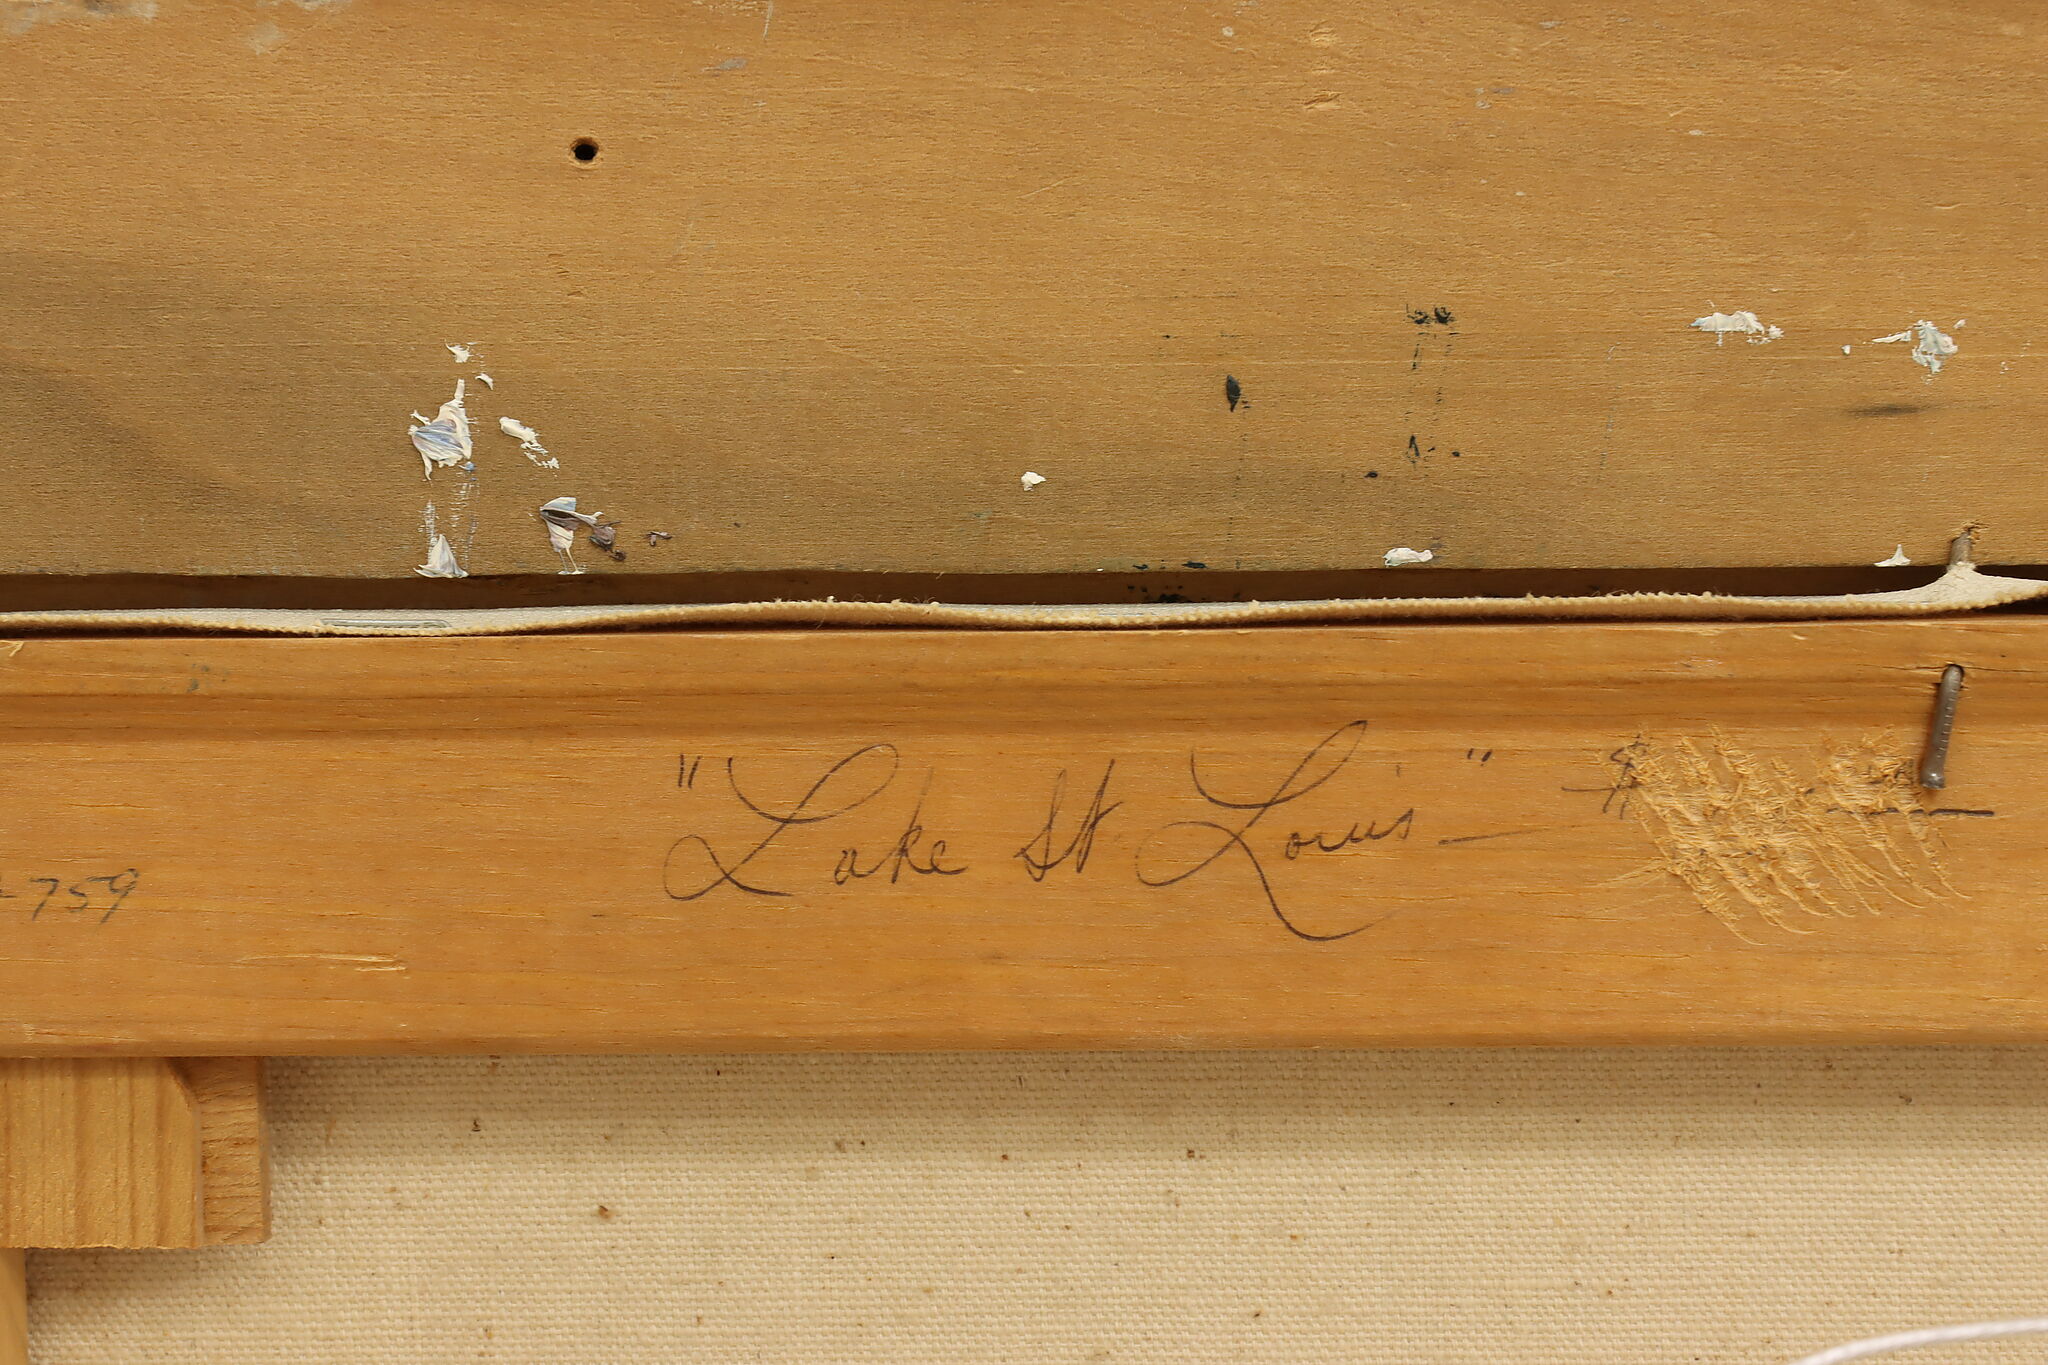 -759
"Lake St Louis" — $